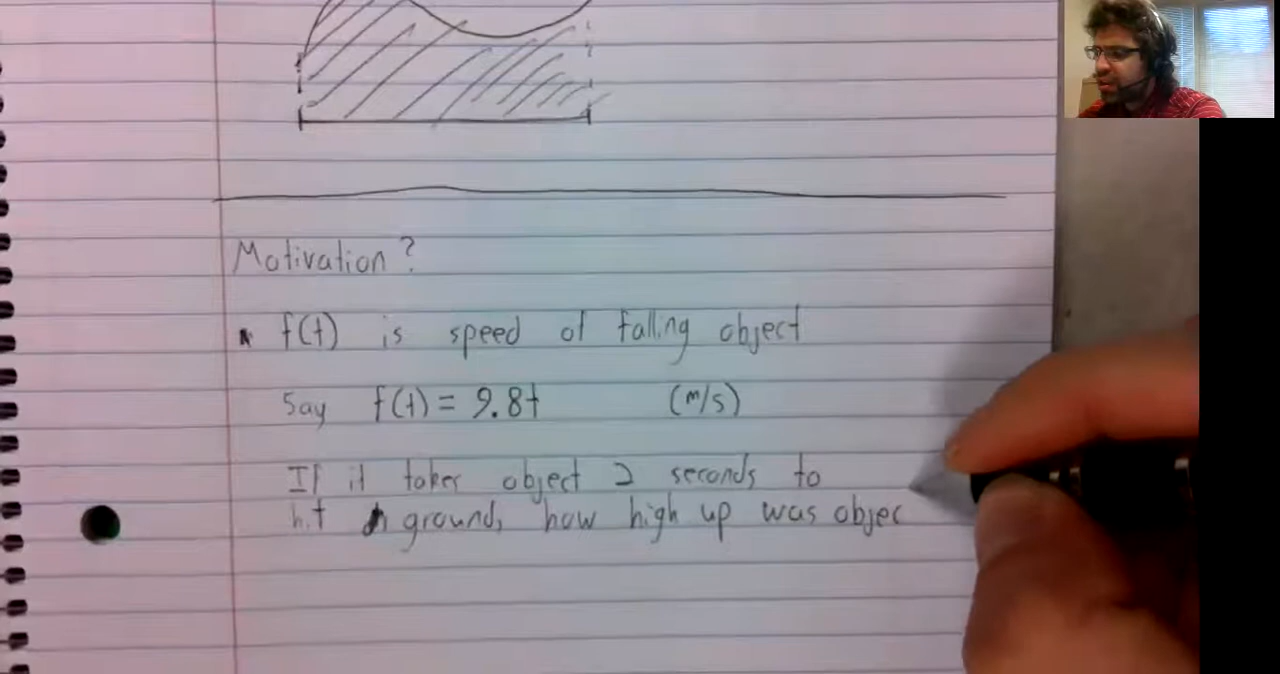 Motivation?
f(t) is speed of falling object
Say f(t) = 9.8t (m/s)
If it takes object 2 seconds to
hit ground, how high up was objec